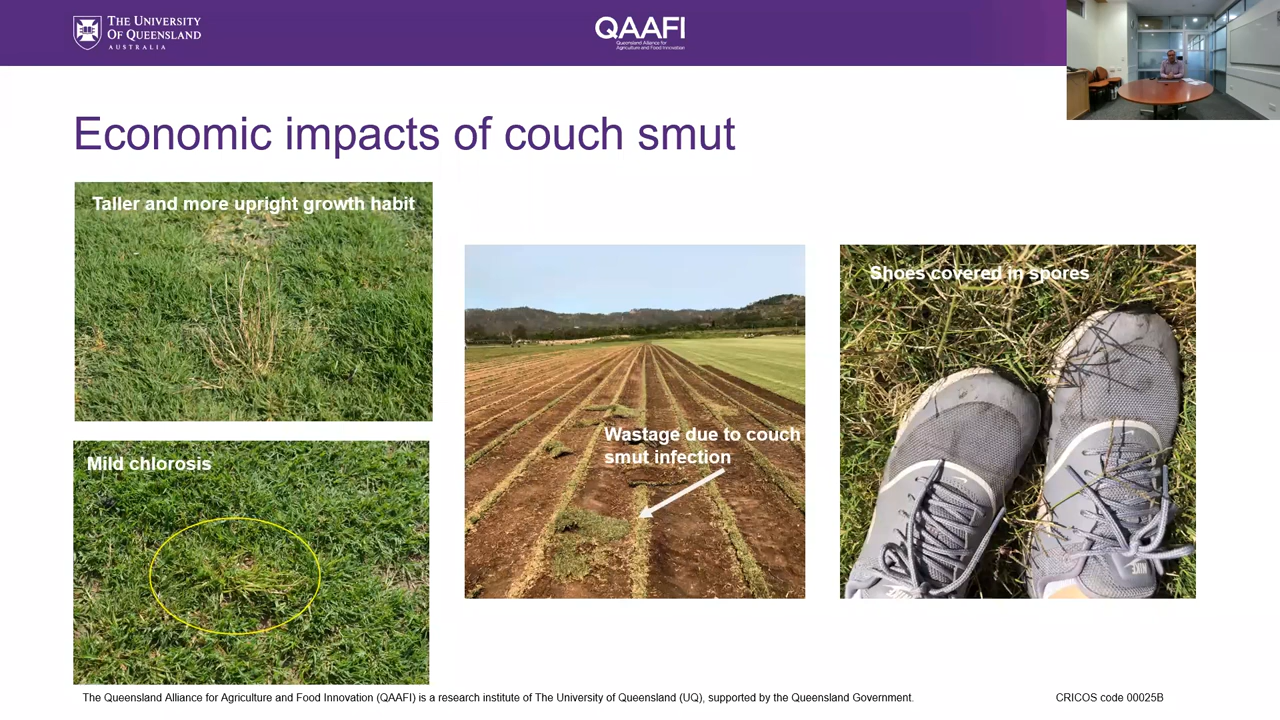 THE UNIVERSITY
OF QUEENSLAND
AUSTRALIA
QAAFI
Queensland Alliance for
Agriculture and Food Innovation
Economic impacts of couch smut
Taller and more upright growth habit
Mild chlorosis
Wastage due to couch
smut infection
Shoes covered in spores
NIKE
The Queensland Alliance for Agriculture and Food Innovation (QAAFI) is a research institute of The University of Queensland (UQ), supported by the Queensland Government.
CRICOS code 00025B